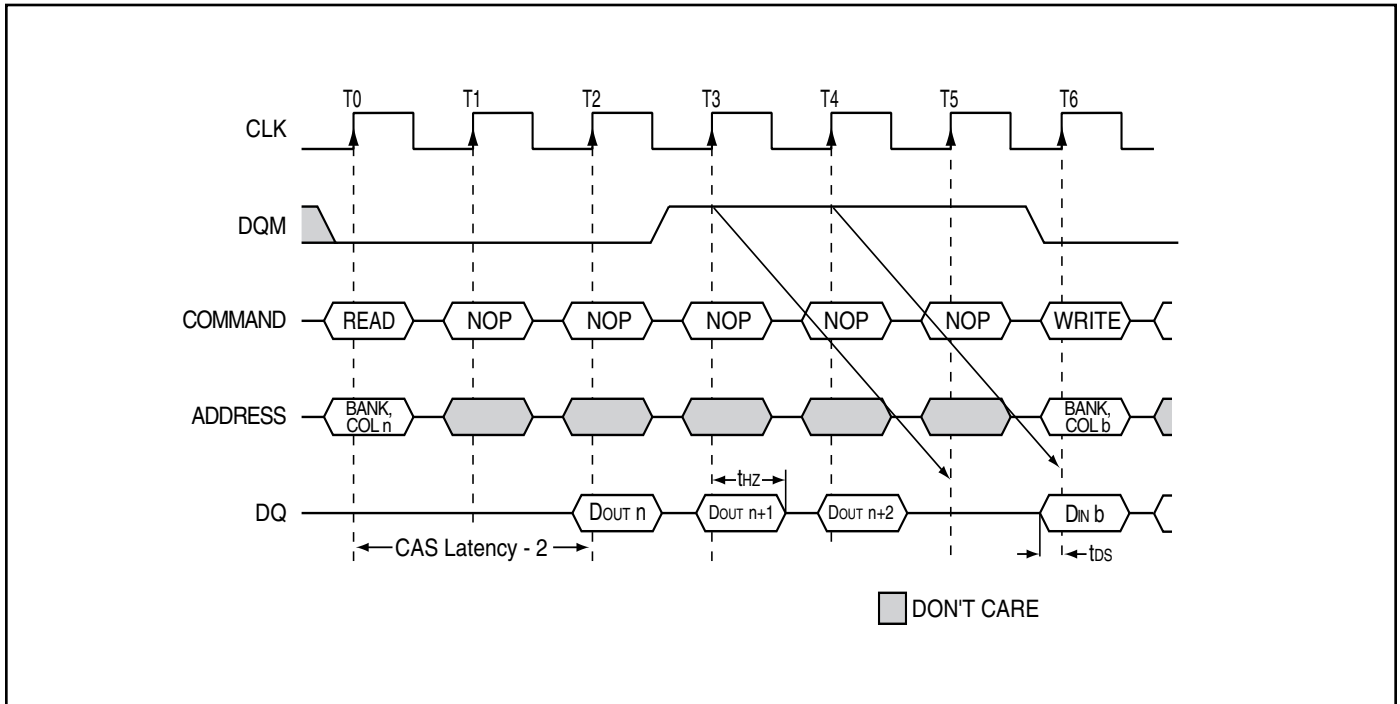 T0 T1 T2 T3 T4 T5 T6
CLK
DQM
COMMAND READ NOP NOP NOP NOP NOP WRITE
ADDRESS BANK, COL n BANK, COL b
tHZ
DQ DOUT n DOUT n+1 DOUT n+2 DIN b
CAS Latency - 2 tDS
DON'T CARE